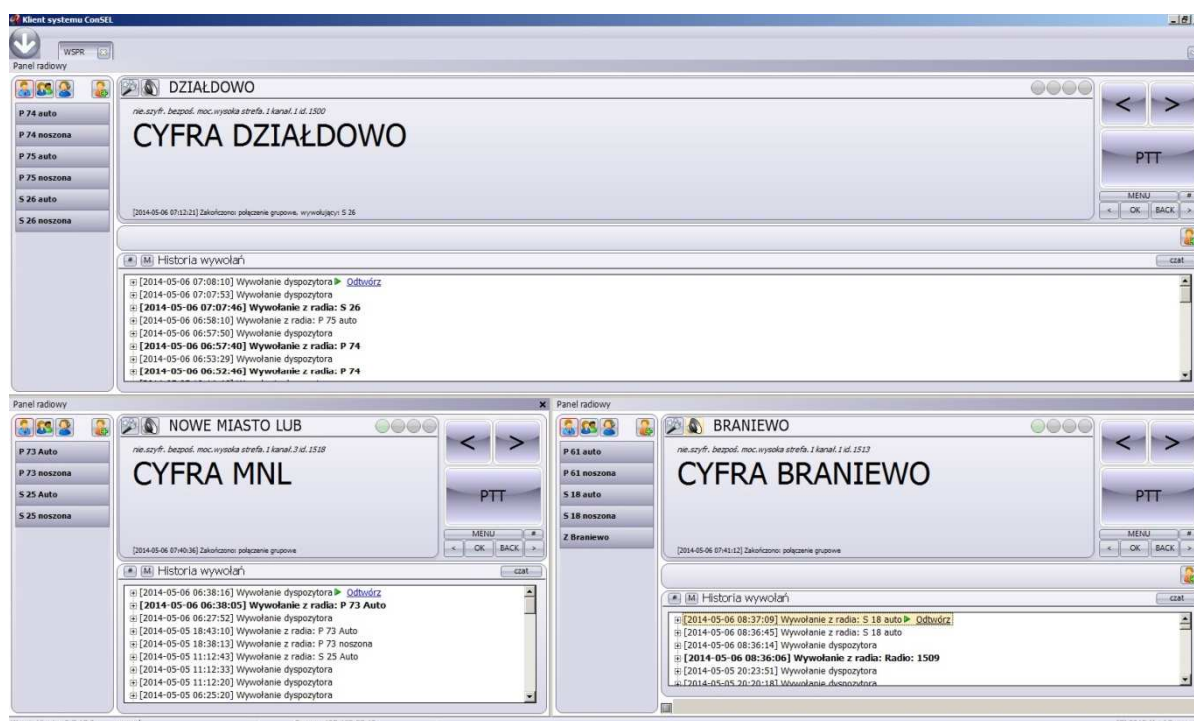 Klient systemu ConSEL
WSPR
Panel radiowy
DZIAŁDOWO
P 74 auto
P 74 noszona
P 75 auto
P 75 noszona
S 26 auto
S 26 noszona
nie.szyfr. bezpoś. moc.wysoka strefa.1 kanał.1 id.1500
CYFRA DZIAŁDOWO
[2014-05-06 07:12:21] Zakończono: połączenie grupowe, wywołujący: S 26
< >
PTT
MENU #
< OK BACK >
# M Historia wywołań
czat
[2014-05-06 07:08:10] Wywołanie dyspozytora Odtwórz
[2014-05-06 07:07:53] Wywołanie dyspozytora
[2014-05-06 07:07:46] Wywołanie z radia: S 26
[2014-05-06 06:58:10] Wywołanie z radia: P 75 auto
[2014-05-06 06:57:50] Wywołanie dyspozytora
[2014-05-06 06:57:40] Wywołanie z radia: P 74
[2014-05-06 06:53:29] Wywołanie dyspozytora
[2014-05-06 06:52:46] Wywołanie z radia: P 74
Panel radiowy
NOWE MIASTO LUB
P 73 Auto
P 73 noszona
S 25 Auto
S 25 noszona
nie.szyfr. bezpoś. moc.wysoka strefa.1 kanał.3 id.1518
CYFRA MNL
[2014-05-06 07:40:36] Zakończono: połączenie grupowe
< >
PTT
MENU #
< OK BACK >
# M Historia wywołań
czat
[2014-05-06 06:38:16] Wywołanie dyspozytora Odtwórz
[2014-05-06 06:38:05] Wywołanie z radia: P 73 Auto
[2014-05-06 06:27:52] Wywołanie dyspozytora
[2014-05-05 18:43:10] Wywołanie z radia: P 73 Auto
[2014-05-05 18:38:13] Wywołanie z radia: P 73 noszona
[2014-05-05 11:12:43] Wywołanie z radia: S 25 Auto
[2014-05-05 11:12:33] Wywołanie dyspozytora
[2014-05-05 11:12:20] Wywołanie dyspozytora
[2014-05-05 06:25:20] Wywołanie dyspozytora
Panel radiowy
BRANIEWO
P 61 auto
P 61 noszona
S 18 auto
S 18 noszona
Z Braniewo
nie.szyfr. bezpoś. moc.wysoka strefa.1 kanał.1 id.1513
CYFRA BRANIEWO
[2014-05-06 07:41:12] Zakończono: połączenie grupowe
< >
PTT
MENU #
< OK BACK >
# M Historia wywołań
czat
[2014-05-06 08:37:09] Wywołanie z radia: S 18 auto Odtwórz
[2014-05-06 08:36:45] Wywołanie z radia: S 18 auto
[2014-05-06 08:36:14] Wywołanie dyspozytora
[2014-05-06 08:36:06] Wywołanie z radia: Radio: 1509
[2014-05-05 20:23:51] Wywołanie dyspozytora
[2014-05-05 20:20:18] Wywołanie dyspozytora